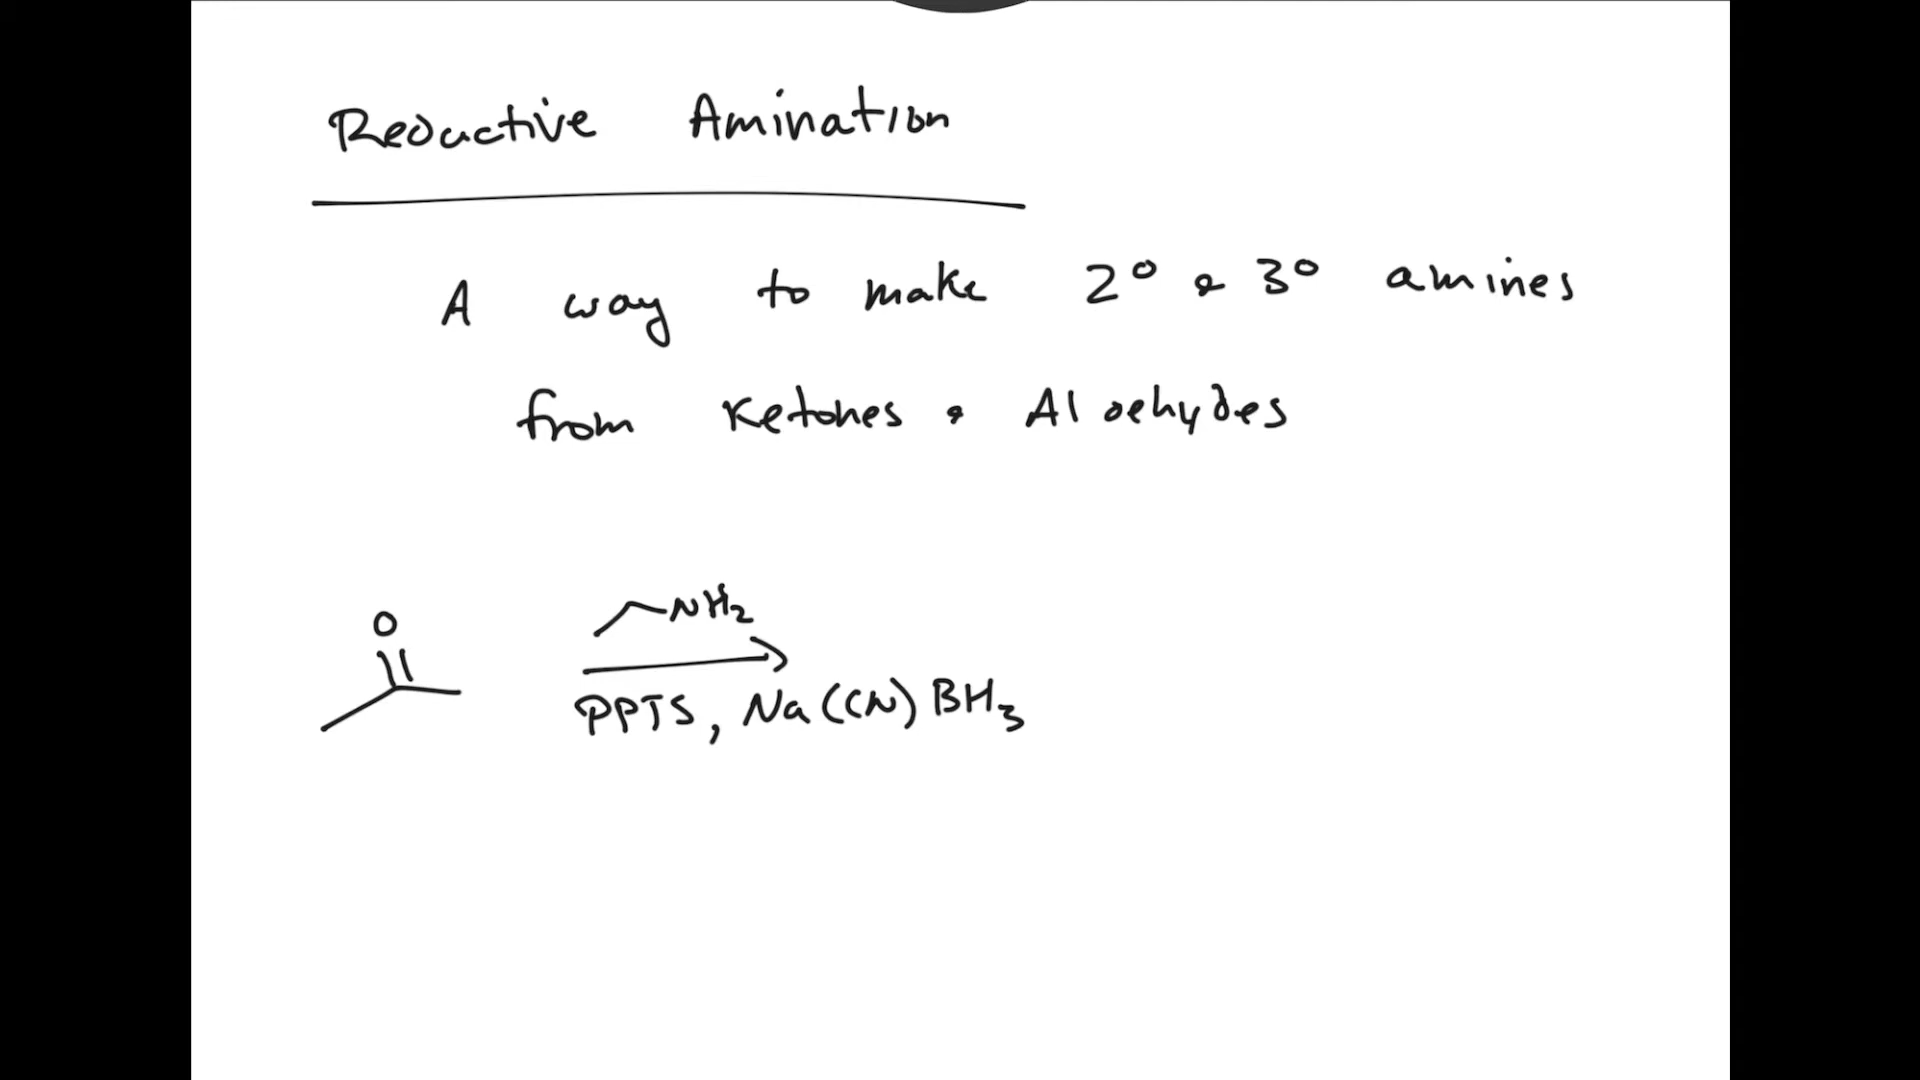 Reductive Amination
A way to make 2° & 3° amines
from Ketones & Aldehydes
O
NH2
PPTS, Na(CN)BH3